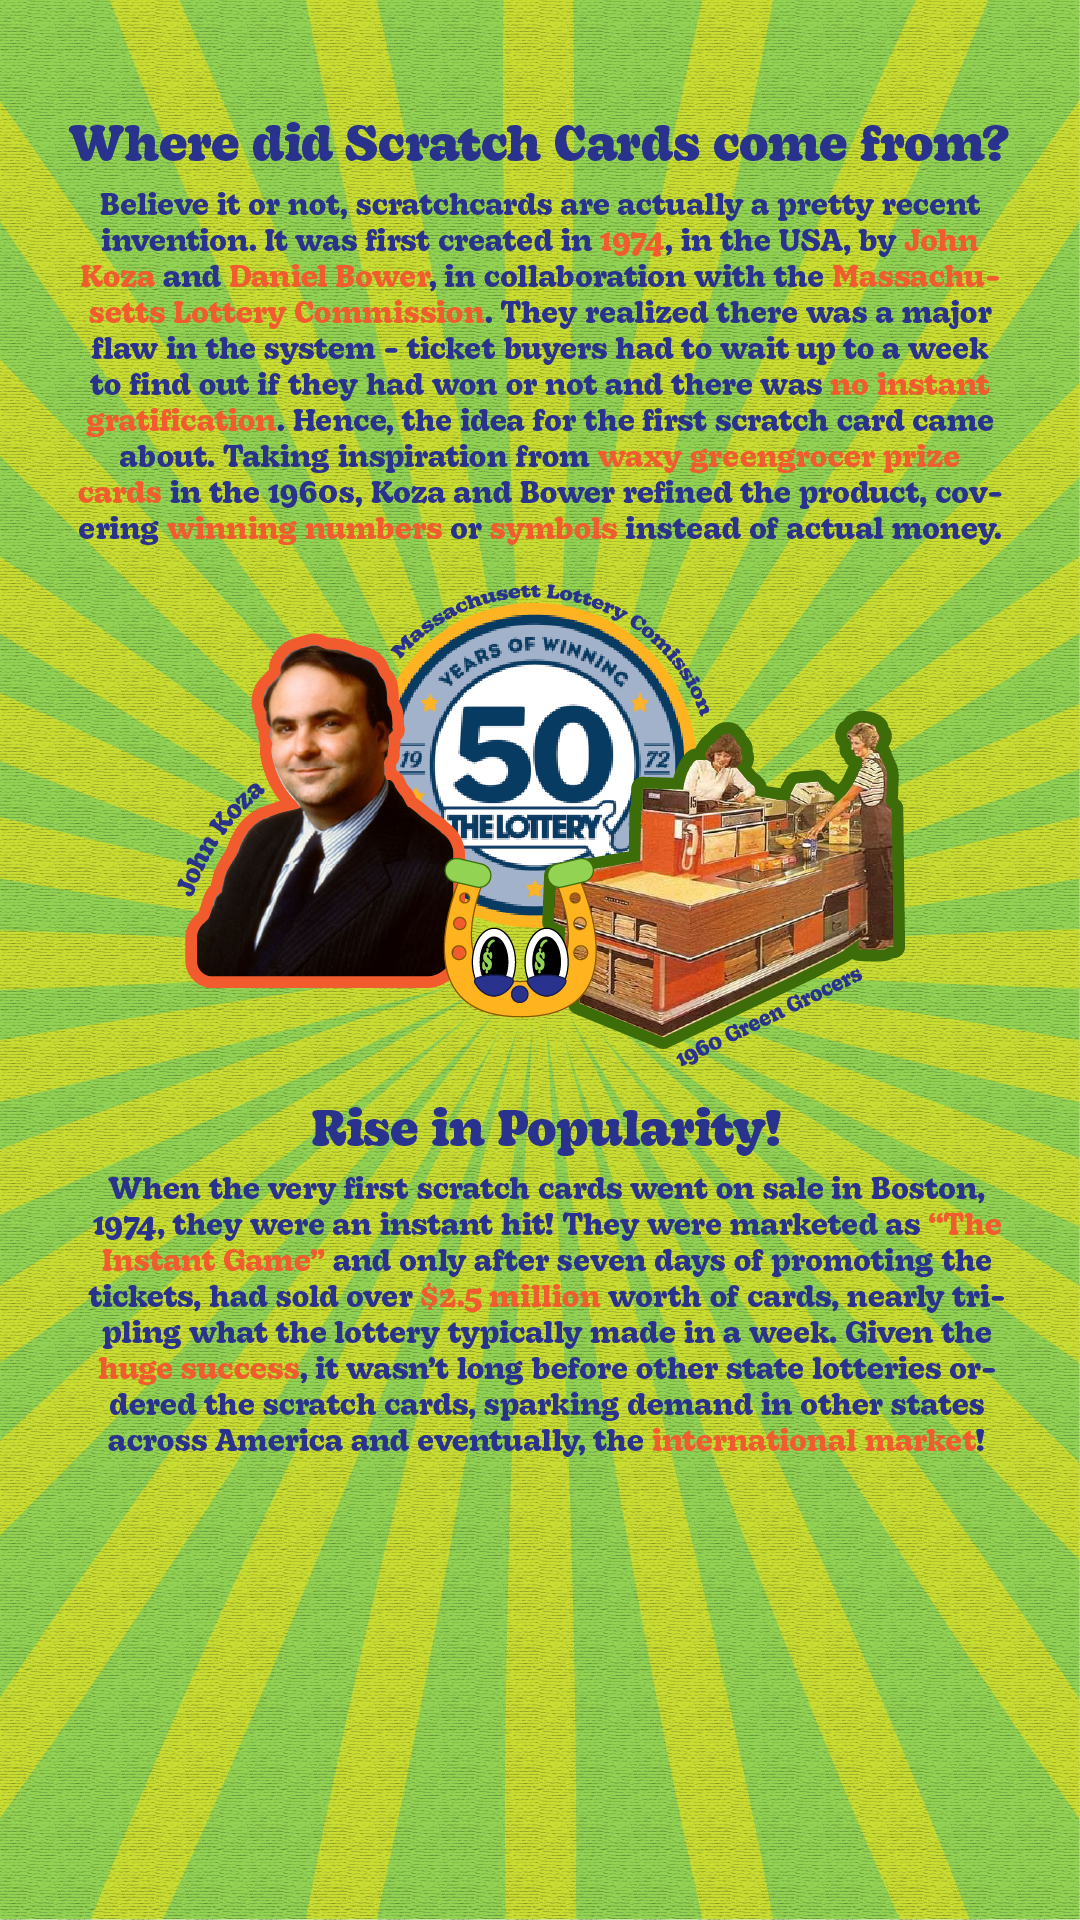 Where did Scratch Cards come from?
Believe it or not, scratchcards are actually a pretty recent
invention. It was first created in 1974, in the USA, by John
Koza and Daniel Bower, in collaboration with the Massachu-
setts Lottery Commission. They realized there was a major
flaw in the system - ticket buyers had to wait up to a week
to find out if they had won or not and there was no instant
gratification. Hence, the idea for the first scratch card came
about. Taking inspiration from waxy greengrocer prize
cards in the 1960s, Koza and Bower refined the product, cov-
ering winning numbers or symbols instead of actual money.
Massachusett Lottery Comission
YEARS OF WINNING
19
50
72
THE LOTTERY
John Koza
15
$ $
1960 Green Grocers
Rise in Popularity!
When the very first scratch cards went on sale in Boston,
1974, they were an instant hit! They were marketed as “The
Instant Game” and only after seven days of promoting the
tickets, had sold over $2.5 million worth of cards, nearly tri-
pling what the lottery typically made in a week. Given the
huge success, it wasn’t long before other state lotteries or-
dered the scratch cards, sparking demand in other states
across America and eventually, the international market!